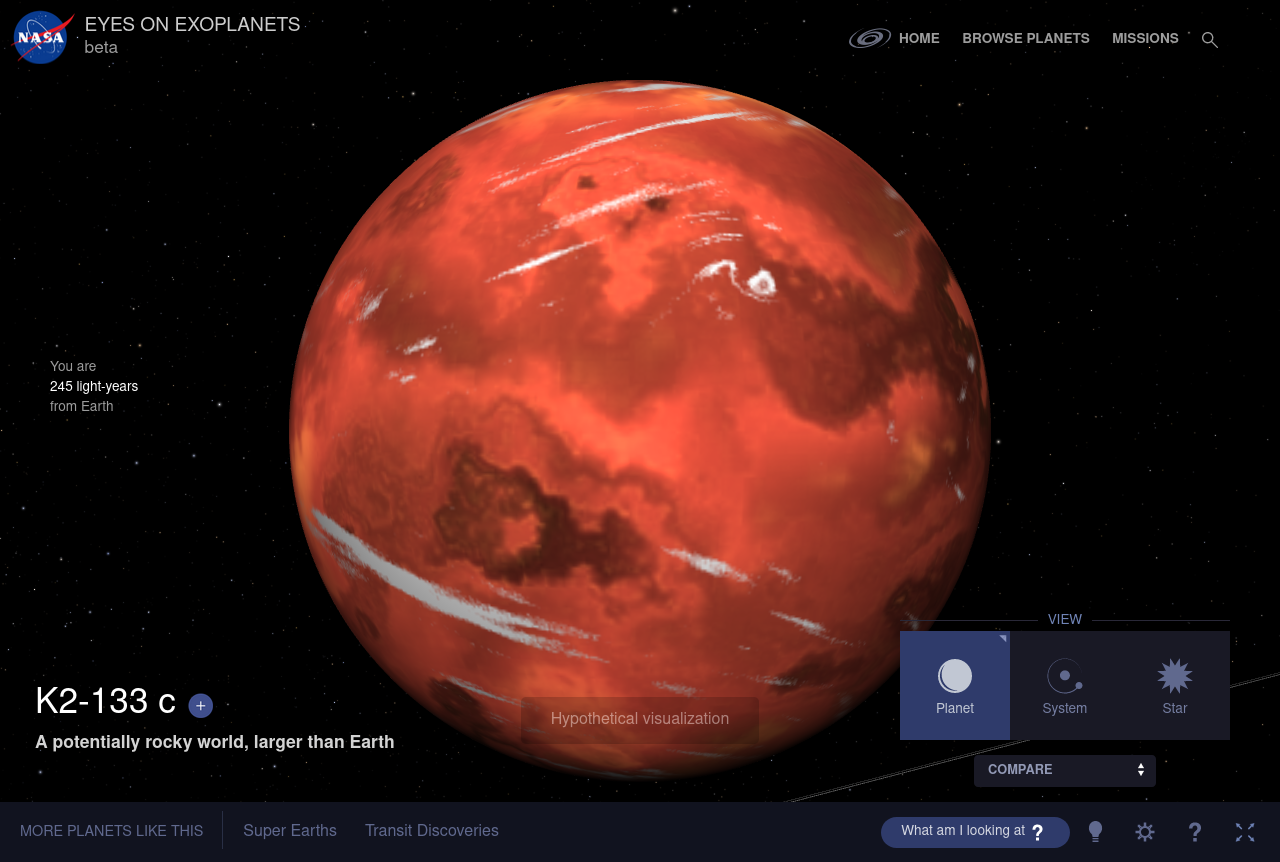 NASA
EYES ON EXOPLANETS
beta
HOME
BROWSE PLANETS
MISSIONS
You are
245 light-years
from Earth
K2-133 c +
A potentially rocky world, larger than Earth
Hypothetical visualization
VIEW
Planet
System
Star
COMPARE
MORE PLANETS LIKE THIS
Super Earths
Transit Discoveries
What am I looking at ?
?